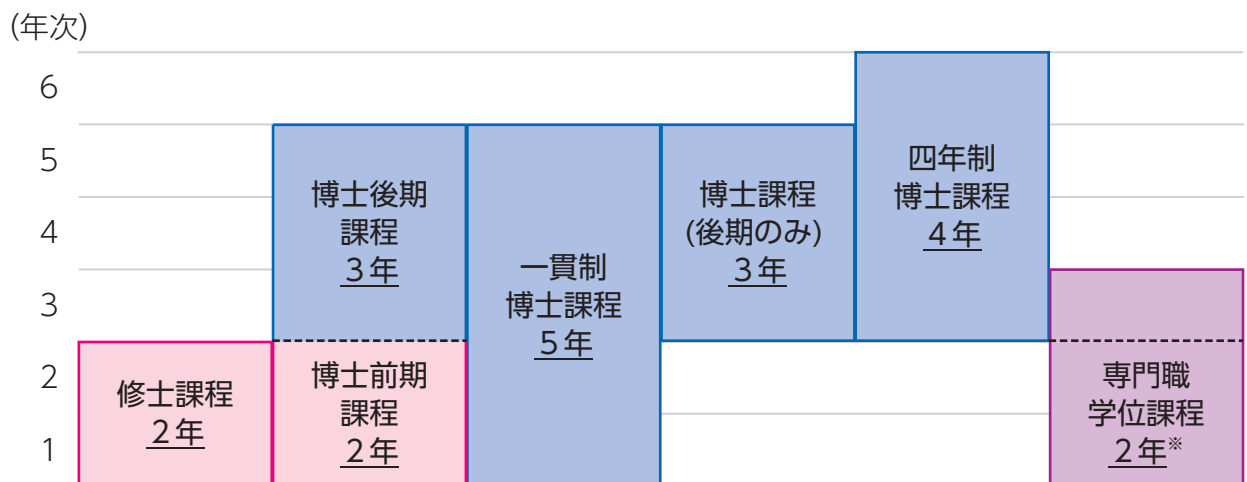 (年次)
6
5
4
3
2
1
修士課程
２年
博士後期
課程
３年
博士前期
課程
２年
一貫制
博士課程
５年
博士課程
(後期のみ)
３年
四年制
博士課程
４年
専門職
学位課程
２年※